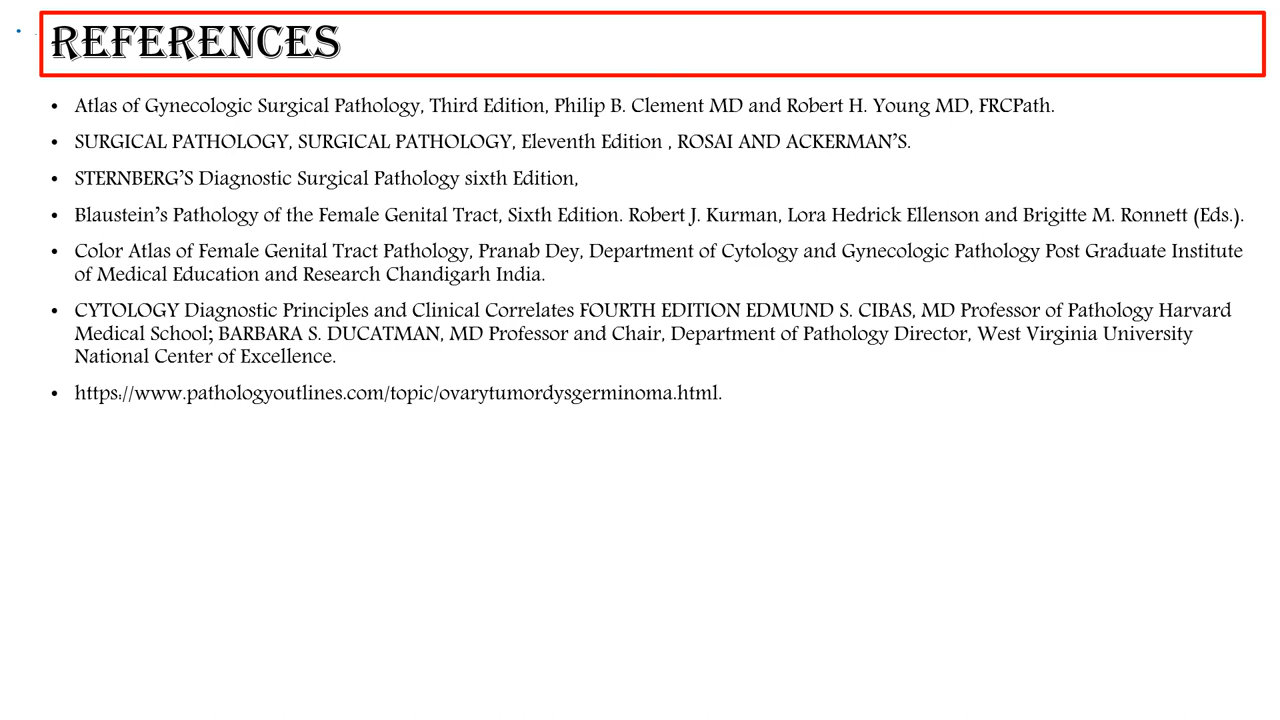 REFERENCES
• Atlas of Gynecologic Surgical Pathology, Third Edition, Philip B. Clement MD and Robert H. Young MD, FRCPath.
• SURGICAL PATHOLOGY, SURGICAL PATHOLOGY, Eleventh Edition , ROSAI AND ACKERMAN’S.
• STERNBERG’S Diagnostic Surgical Pathology sixth Edition,
• Blaustein’s Pathology of the Female Genital Tract, Sixth Edition. Robert J. Kurman, Lora Hedrick Ellenson and Brigitte M. Ronnett (Eds.).
• Color Atlas of Female Genital Tract Pathology, Pranab Dey, Department of Cytology and Gynecologic Pathology Post Graduate Institute
of Medical Education and Research Chandigarh India.
• CYTOLOGY Diagnostic Principles and Clinical Correlates FOURTH EDITION EDMUND S. CIBAS, MD Professor of Pathology Harvard
Medical School; BARBARA S. DUCATMAN, MD Professor and Chair, Department of Pathology Director, West Virginia University
National Center of Excellence.
• https://www.pathologyoutlines.com/topic/ovarytumordysgerminoma.html.